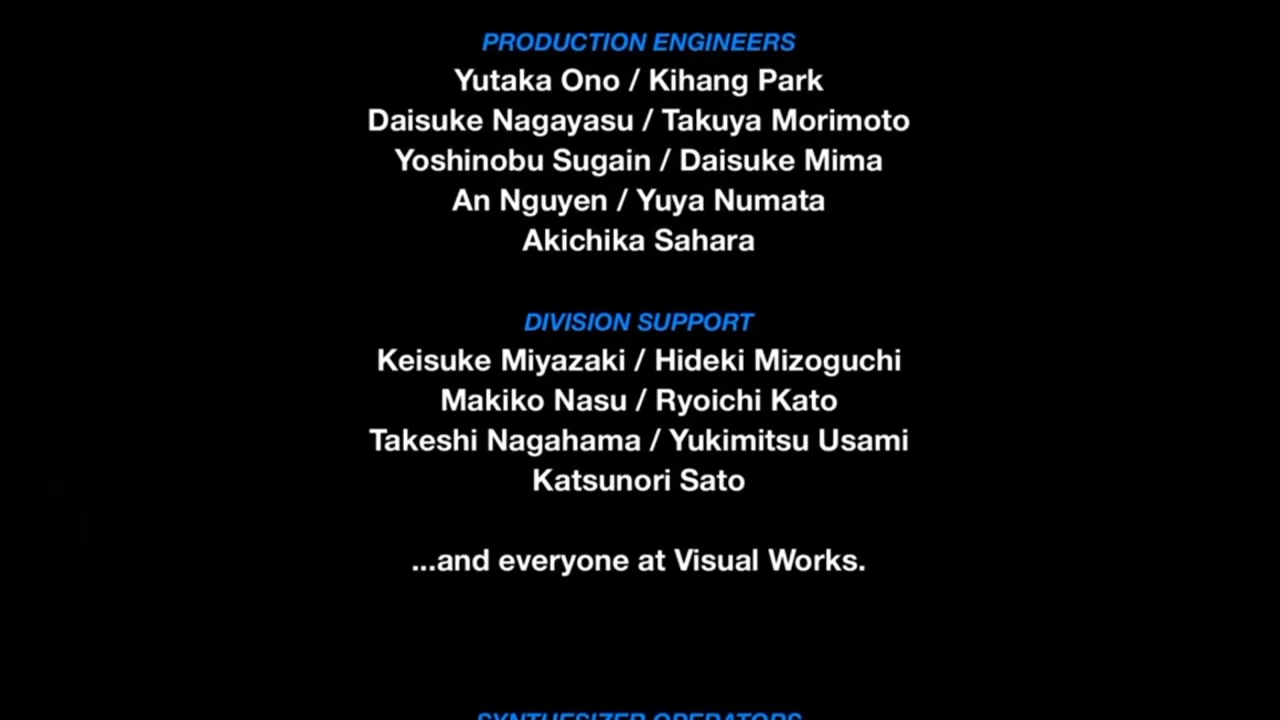 PRODUCTION ENGINEERS
Yutaka Ono / Kihang Park
Daisuke Nagayasu / Takuya Morimoto
Yoshinobu Sugain / Daisuke Mima
An Nguyen / Yuya Numata
Akichika Sahara
DIVISION SUPPORT
Keisuke Miyazaki / Hideki Mizoguchi
Makiko Nasu / Ryoichi Kato
Takeshi Nagahama / Yukimitsu Usami
Katsunori Sato
...and everyone at Visual Works.
SYNTHESIZER OPERATORS